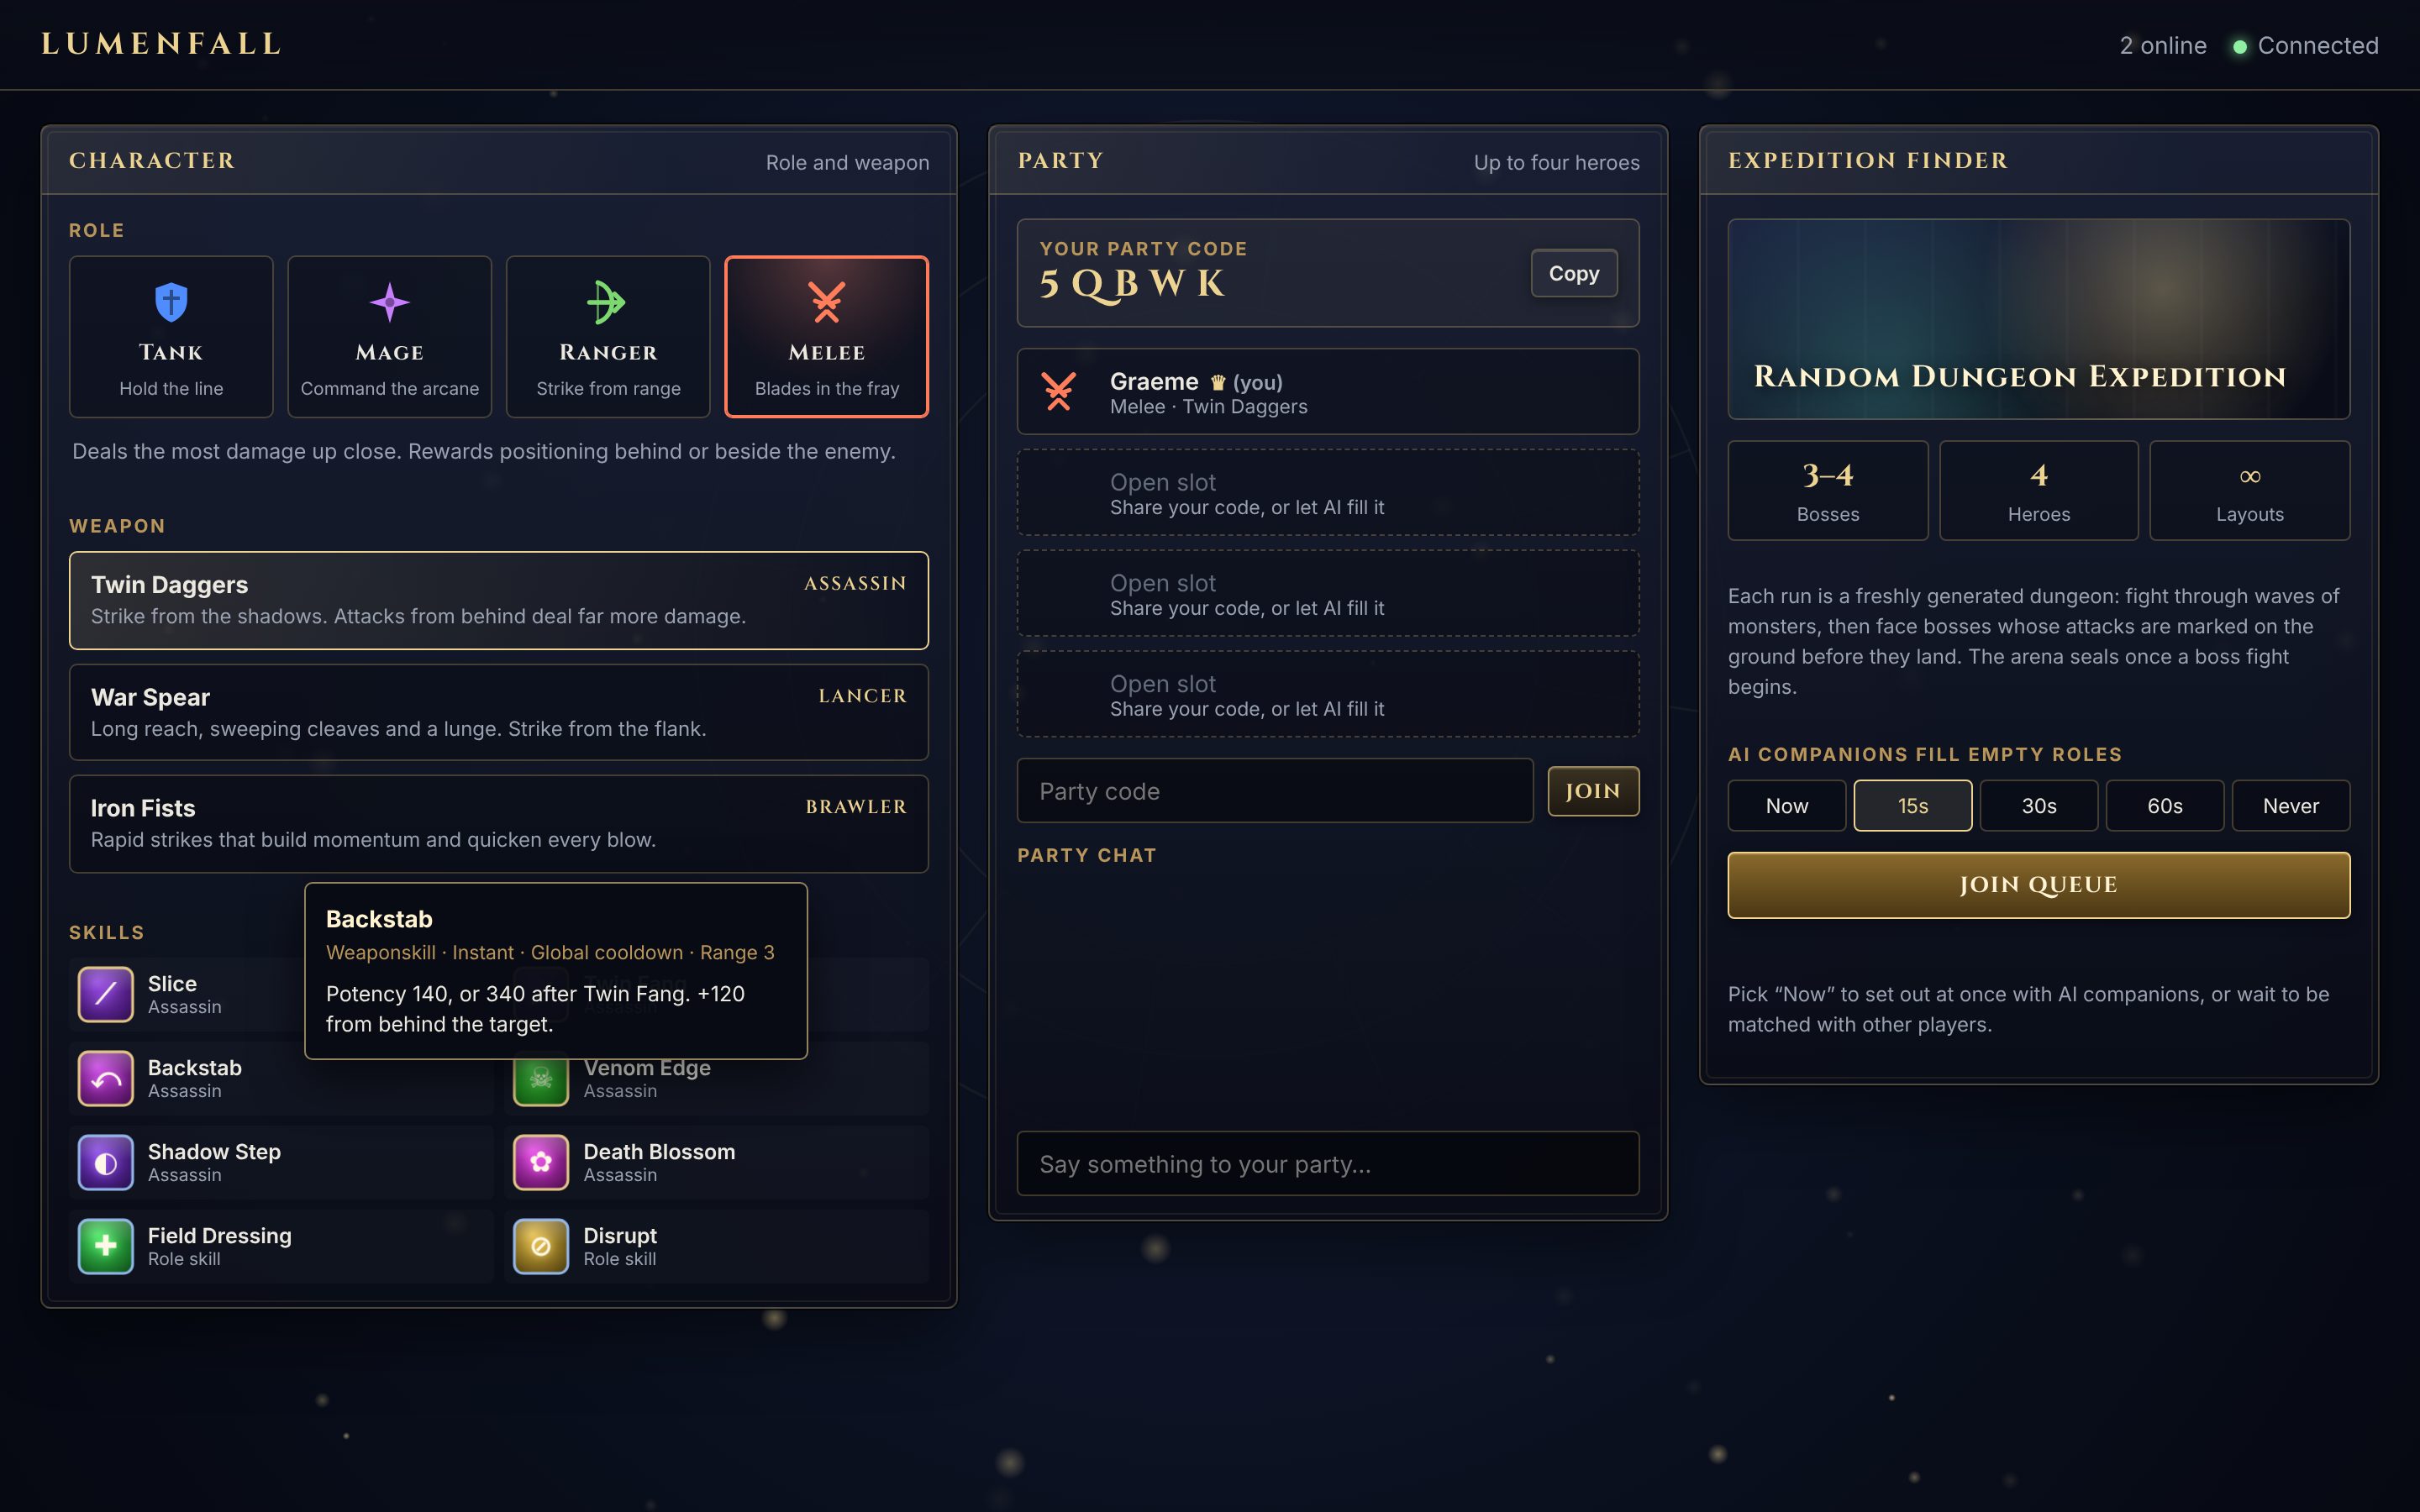 LUMENFALL
2 online
Connected
CHARACTER
Role and weapon
ROLE
TANK
Hold the line
MAGE
Command the arcane
RANGER
Strike from range
MELEE
Blades in the fray
Deals the most damage up close. Rewards positioning behind or beside the enemy.
WEAPON
Twin Daggers
ASSASSIN
Strike from the shadows. Attacks from behind deal far more damage.
War Spear
LANCER
Long reach, sweeping cleaves and a lunge. Strike from the flank.
Iron Fists
BRAWLER
Rapid strikes that build momentum and quicken every blow.
SKILLS
Backstab
Weaponskill · Instant · Global cooldown · Range 3
Potency 140, or 340 after Twin Fang. +120
from behind the target.
Slice
Assassin
Twin Fang
Assassin
Backstab
Assassin
Venom Edge
Assassin
Shadow Step
Assassin
Death Blossom
Assassin
Field Dressing
Role skill
Disrupt
Role skill
PARTY
Up to four heroes
YOUR PARTY CODE
5QBWK
Copy
Graeme (you)
Melee · Twin Daggers
Open slot
Share your code, or let AI fill it
Open slot
Share your code, or let AI fill it
Open slot
Share your code, or let AI fill it
Party code
JOIN
PARTY CHAT
Say something to your party...
EXPEDITION FINDER
RANDOM DUNGEON EXPEDITION
3–4
Bosses
4
Heroes
∞
Layouts
Each run is a freshly generated dungeon: fight through waves of
monsters, then face bosses whose attacks are marked on the
ground before they land. The arena seals once a boss fight
begins.
AI COMPANIONS FILL EMPTY ROLES
Now
15s
30s
60s
Never
JOIN QUEUE
Pick “Now” to set out at once with AI companions, or wait to be
matched with other players.